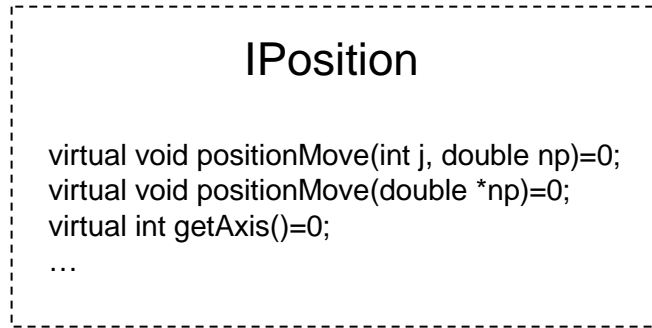 IPosition
virtual void positionMove(int j, double np)=0;
virtual void positionMove(double *np)=0;
virtual int getAxis()=0;
…